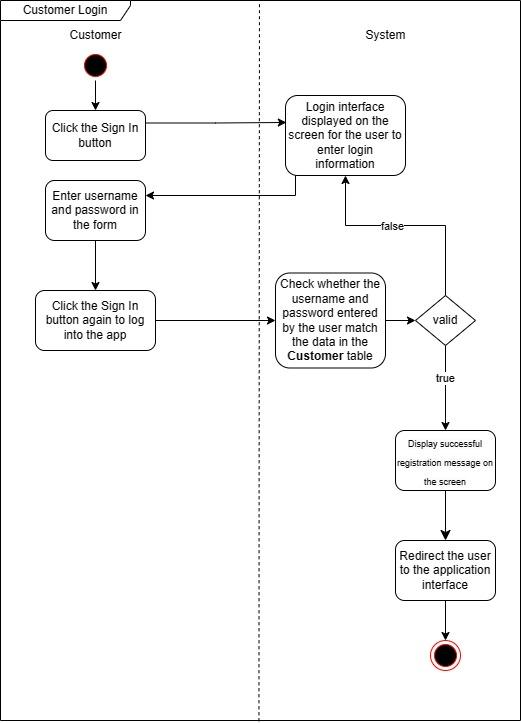 Customer Login
Customer
System
Click the Sign In
button
Login interface
displayed on the
screen for the user to
enter login
information
Enter username
and password in
the form
false
Click the Sign In
button again to log
into the app
Check whether the
username and
password entered
by the user match
the data in the
Customer table
valid
true
Display successful
registration message on
the screen
Redirect the user
to the application
interface